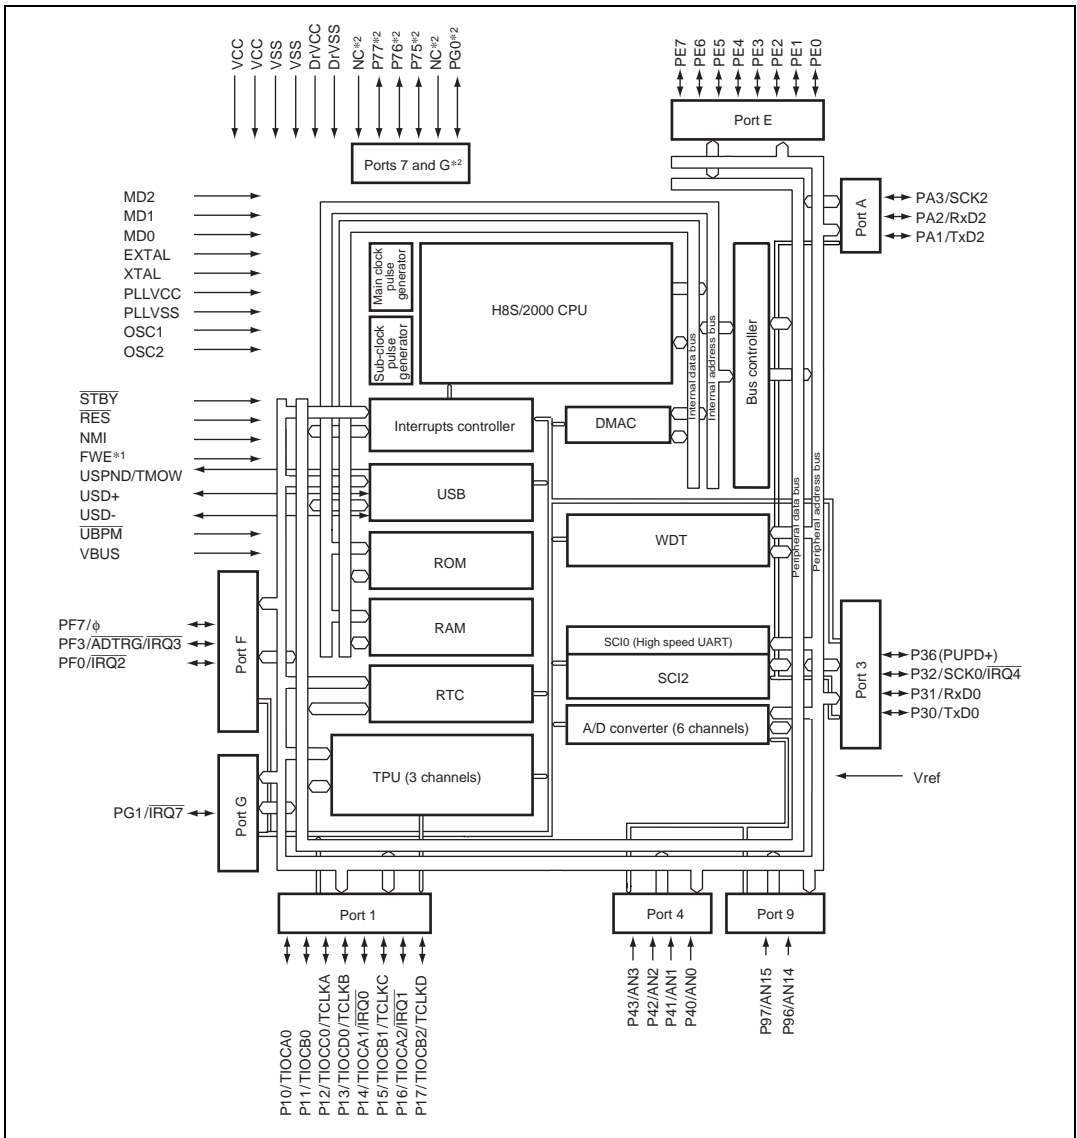 VCC
VCC
VSS
VSS
DrVCC
DrVSS
NC*2
P77*2
P76*2
P75*2
NC*2
PG0*2
PE7
PE6
PE5
PE4
PE3
PE2
PE1
PE0
Port E
Ports 7 and G*2
MD2
MD1
MD0
EXTAL
XTAL
PLLVCC
PLLVSS
OSC1
OSC2
Port A
PA3/SCK2
PA2/RxD2
PA1/TxD2
Main clock
pulse
generator
Sub-clock
pulse
generator
H8S/2000 CPU
Internal data bus
Internal address bus
Bus controller
STBY
RES
NMI
FWE*1
USPND/TMOW
USD+
USD-
UBPM
VBUS
Interrupts controller
DMAC
USB
WDT
Peripheral data bus
Peripheral address bus
ROM
RAM
RTC
TPU (3 channels)
SCI0 (High speed UART)
SCI2
A/D converter (6 channels)
PF7/ϕ
PF3/ADTRG/IRQ3
PF0/IRQ2
Port F
Port 3
P36 (PUPD+)
P32/SCK0/IRQ4
P31/RxD0
P30/TxD0
Vref
PG1/IRQ7
Port G
Port 1
Port 4
Port 9
P10/TIOCA0
P11/TIOCB0
P12/TIOCC0/TCLKA
P13/TIOCD0/TCLKB
P14/TIOCA1/IRQ0
P15/TIOCB1/TCLKC
P16/TIOCA2/IRQ1
P17/TIOCB2/TCLKD
P43/AN3
P42/AN2
P41/AN1
P40/AN0
P97/AN15
P96/AN14